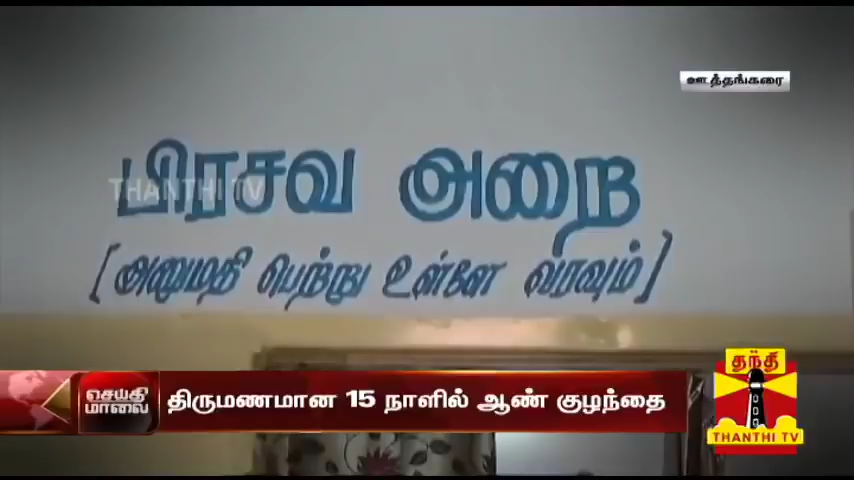 ஊத்தங்கரை
பிரசவ அறை
THANTHI TV
[அனுமதி பெற்று உள்ளே வரவும்]
செய்தி
மாலை
திருமணமான 15 நாளில் ஆண் குழந்தை
தந்தி
THANTHI TV